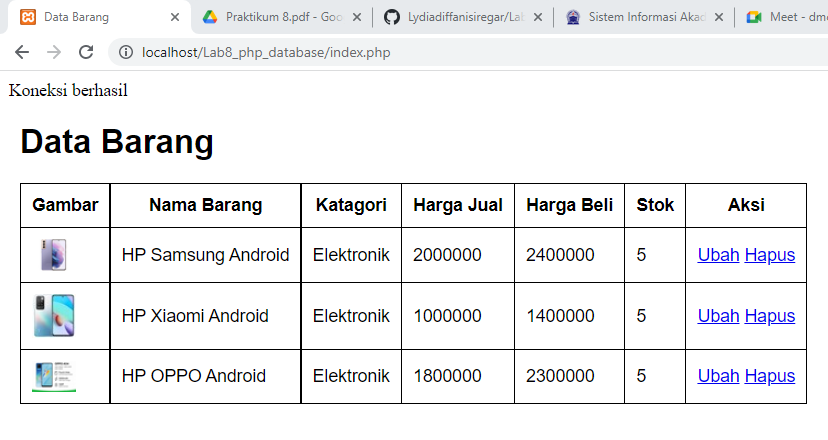 Data Barang
Praktikum 8.pdf - Goo
Lydiadiffanisiregar/La
Sistem Informasi Akad
Meet - dm
localhost/Lab8_php_database/index.php
Koneksi berhasil
Data Barang
Gambar Nama Barang Katagori Harga Jual Harga Beli Stok Aksi
HP Samsung Android Elektronik 2000000 2400000 5 Ubah Hapus
HP Xiaomi Android Elektronik 1000000 1400000 5 Ubah Hapus
HP OPPO Android Elektronik 1800000 2300000 5 Ubah Hapus